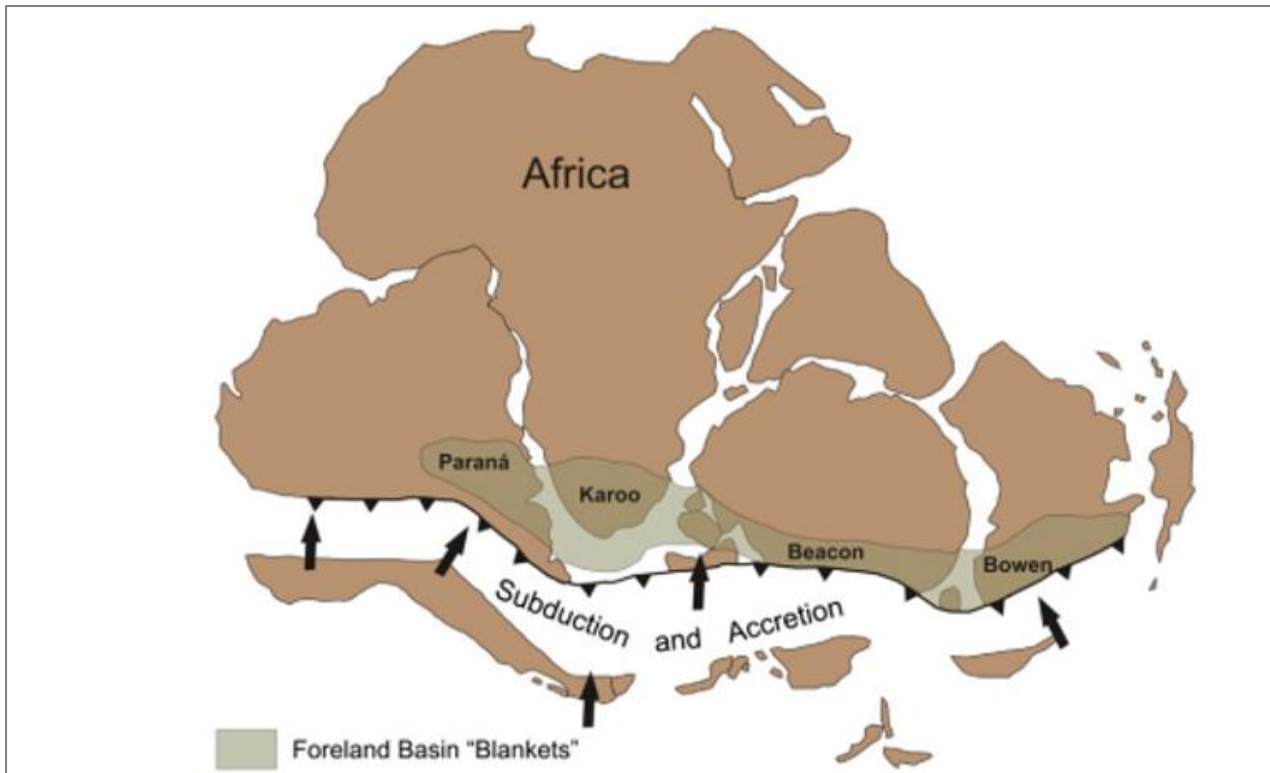 Africa
Paraná
Karoo
Beacon
Bowen
Subduction and Accretion
Foreland Basin "Blankets"